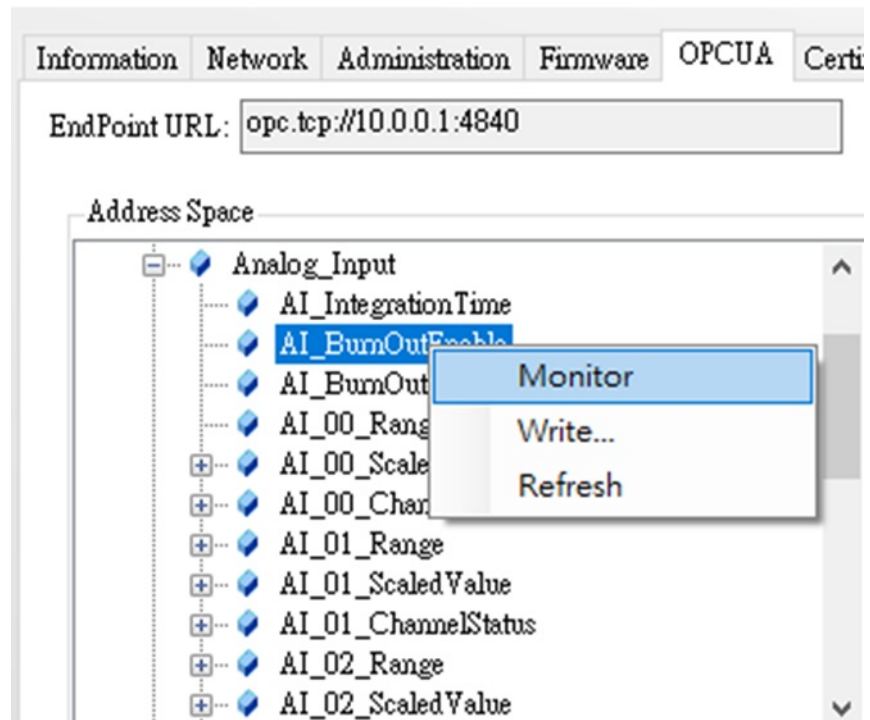 Information Network Administration Firmware OPCUA
EndPoint URL: opc.tcp://10.0.0.1:4840
Address Space
Analog_Input
AI_IntegrationTime
AI_BurnOutEnable
AI_BurnOut
Monitor
Write...
Refresh
AI_00_Rang
AI_00_Scale
AI_00_Chan
AI_01_Range
AI_01_ScaledValue
AI_01_ChannelStatus
AI_02_Range
AI_02_ScaledValue